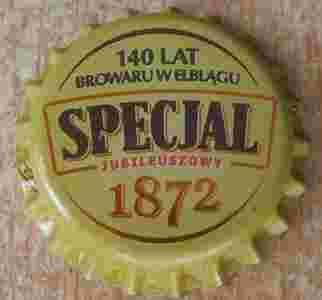 140 LAT
BROWARU W ELBLĄGU
SPECJAL
JUBILEUSZOWY
1872